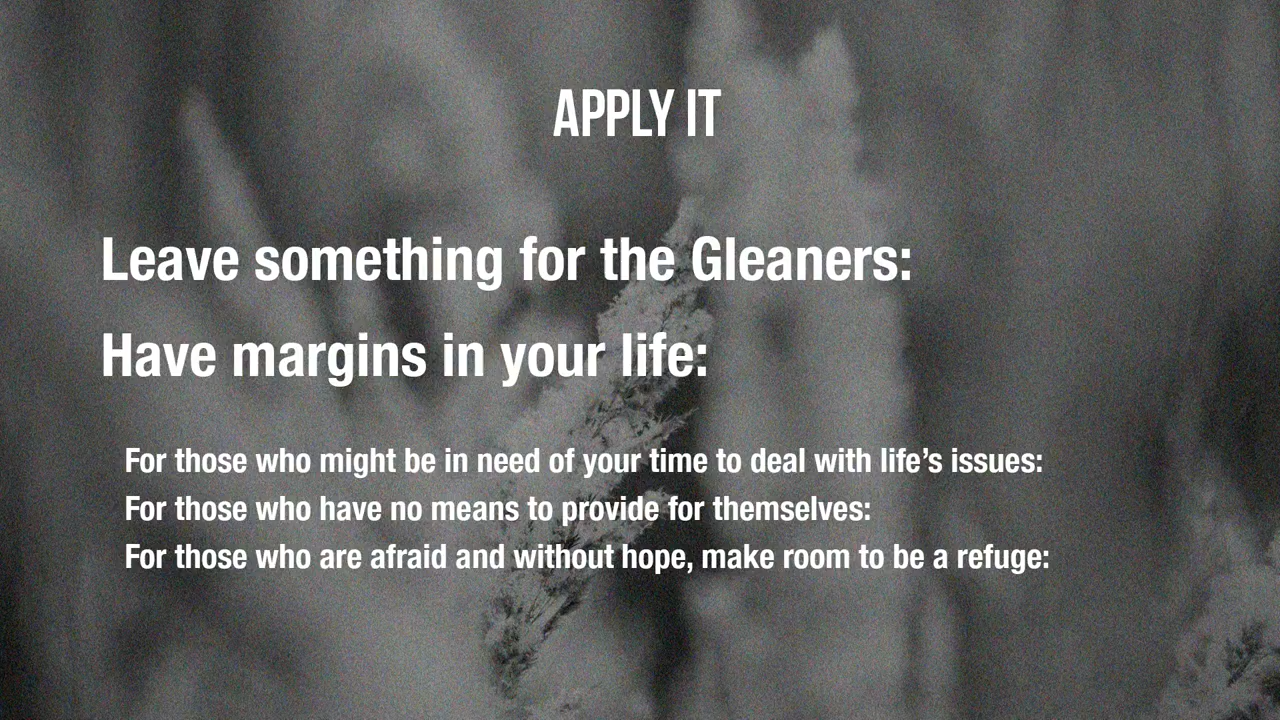 APPLY IT
Leave something for the Gleaners:
Have margins in your life:
For those who might be in need of your time to deal with life’s issues:
For those who have no means to provide for themselves:
For those who are afraid and without hope, make room to be a refuge: